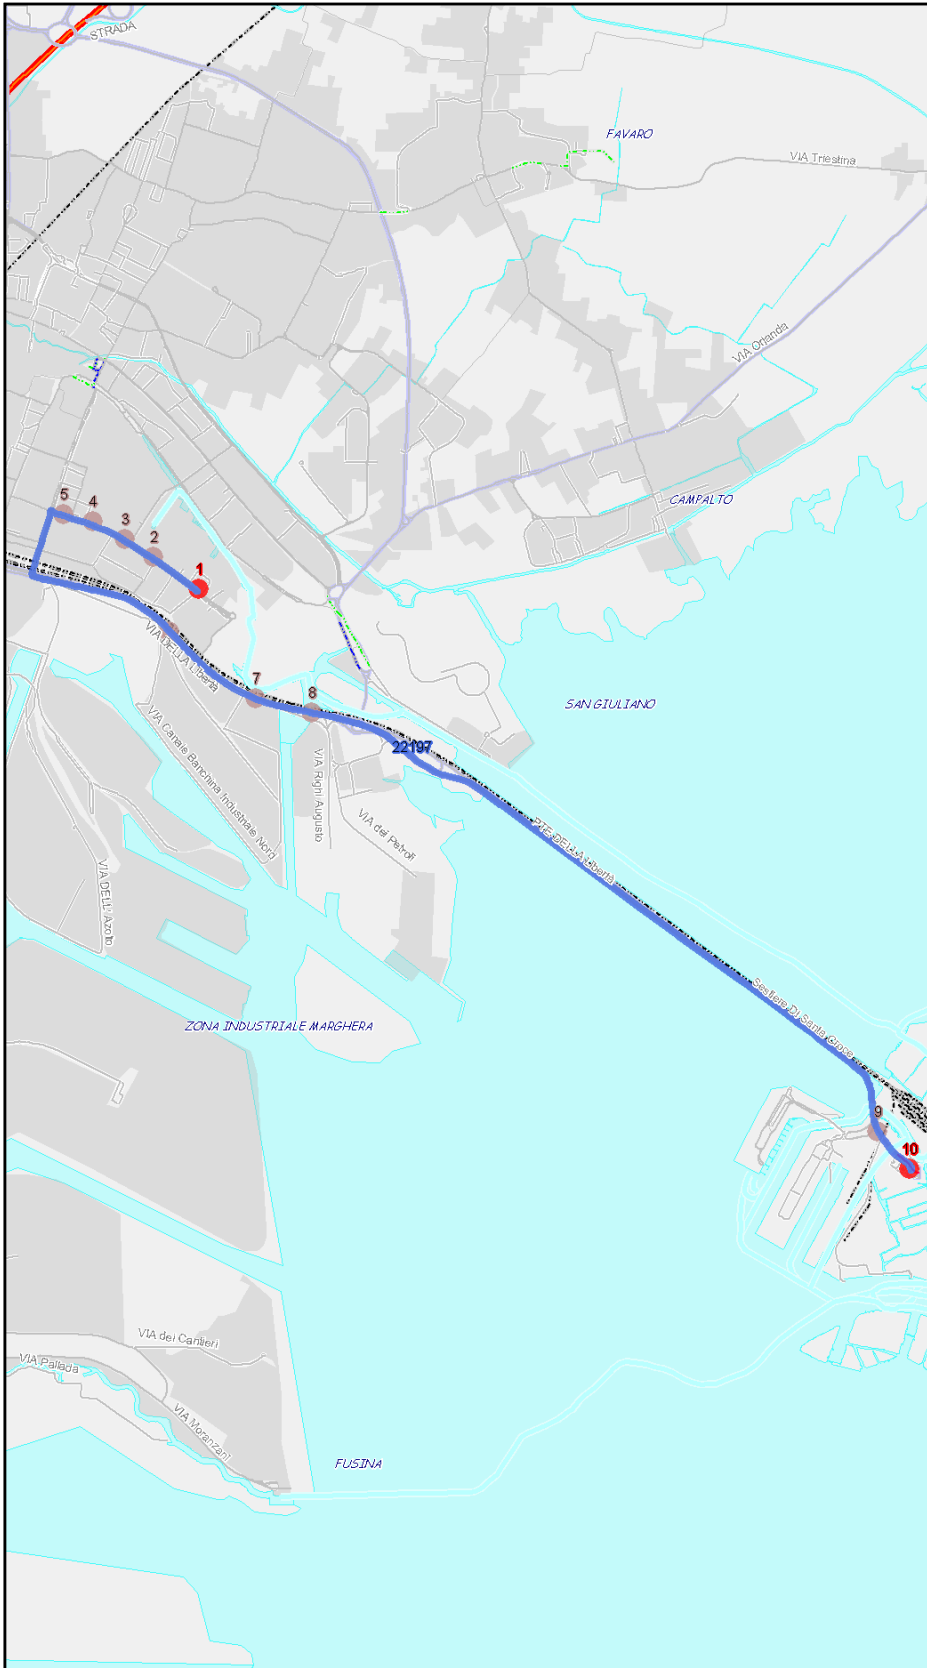 STRADA
FAVARO
VIA Triestina
VIA Orlanda
CAMPALTO
5
4
3
2
1
VIA DELLA Libertà
7
8
SAN GIULIANO
22197
VIA Canale Banchina Industriale Nord
VIA Righi Augusto
VIA dei Petroli
PTE DELLA Libertà
VIA DELL' Azoto
Sestiere Di Santa Croce
ZONA INDUSTRIALE MARGHERA
9
10
VIA dei Cantieri
VIA Pallada
VIA Moranzani
FUSINA